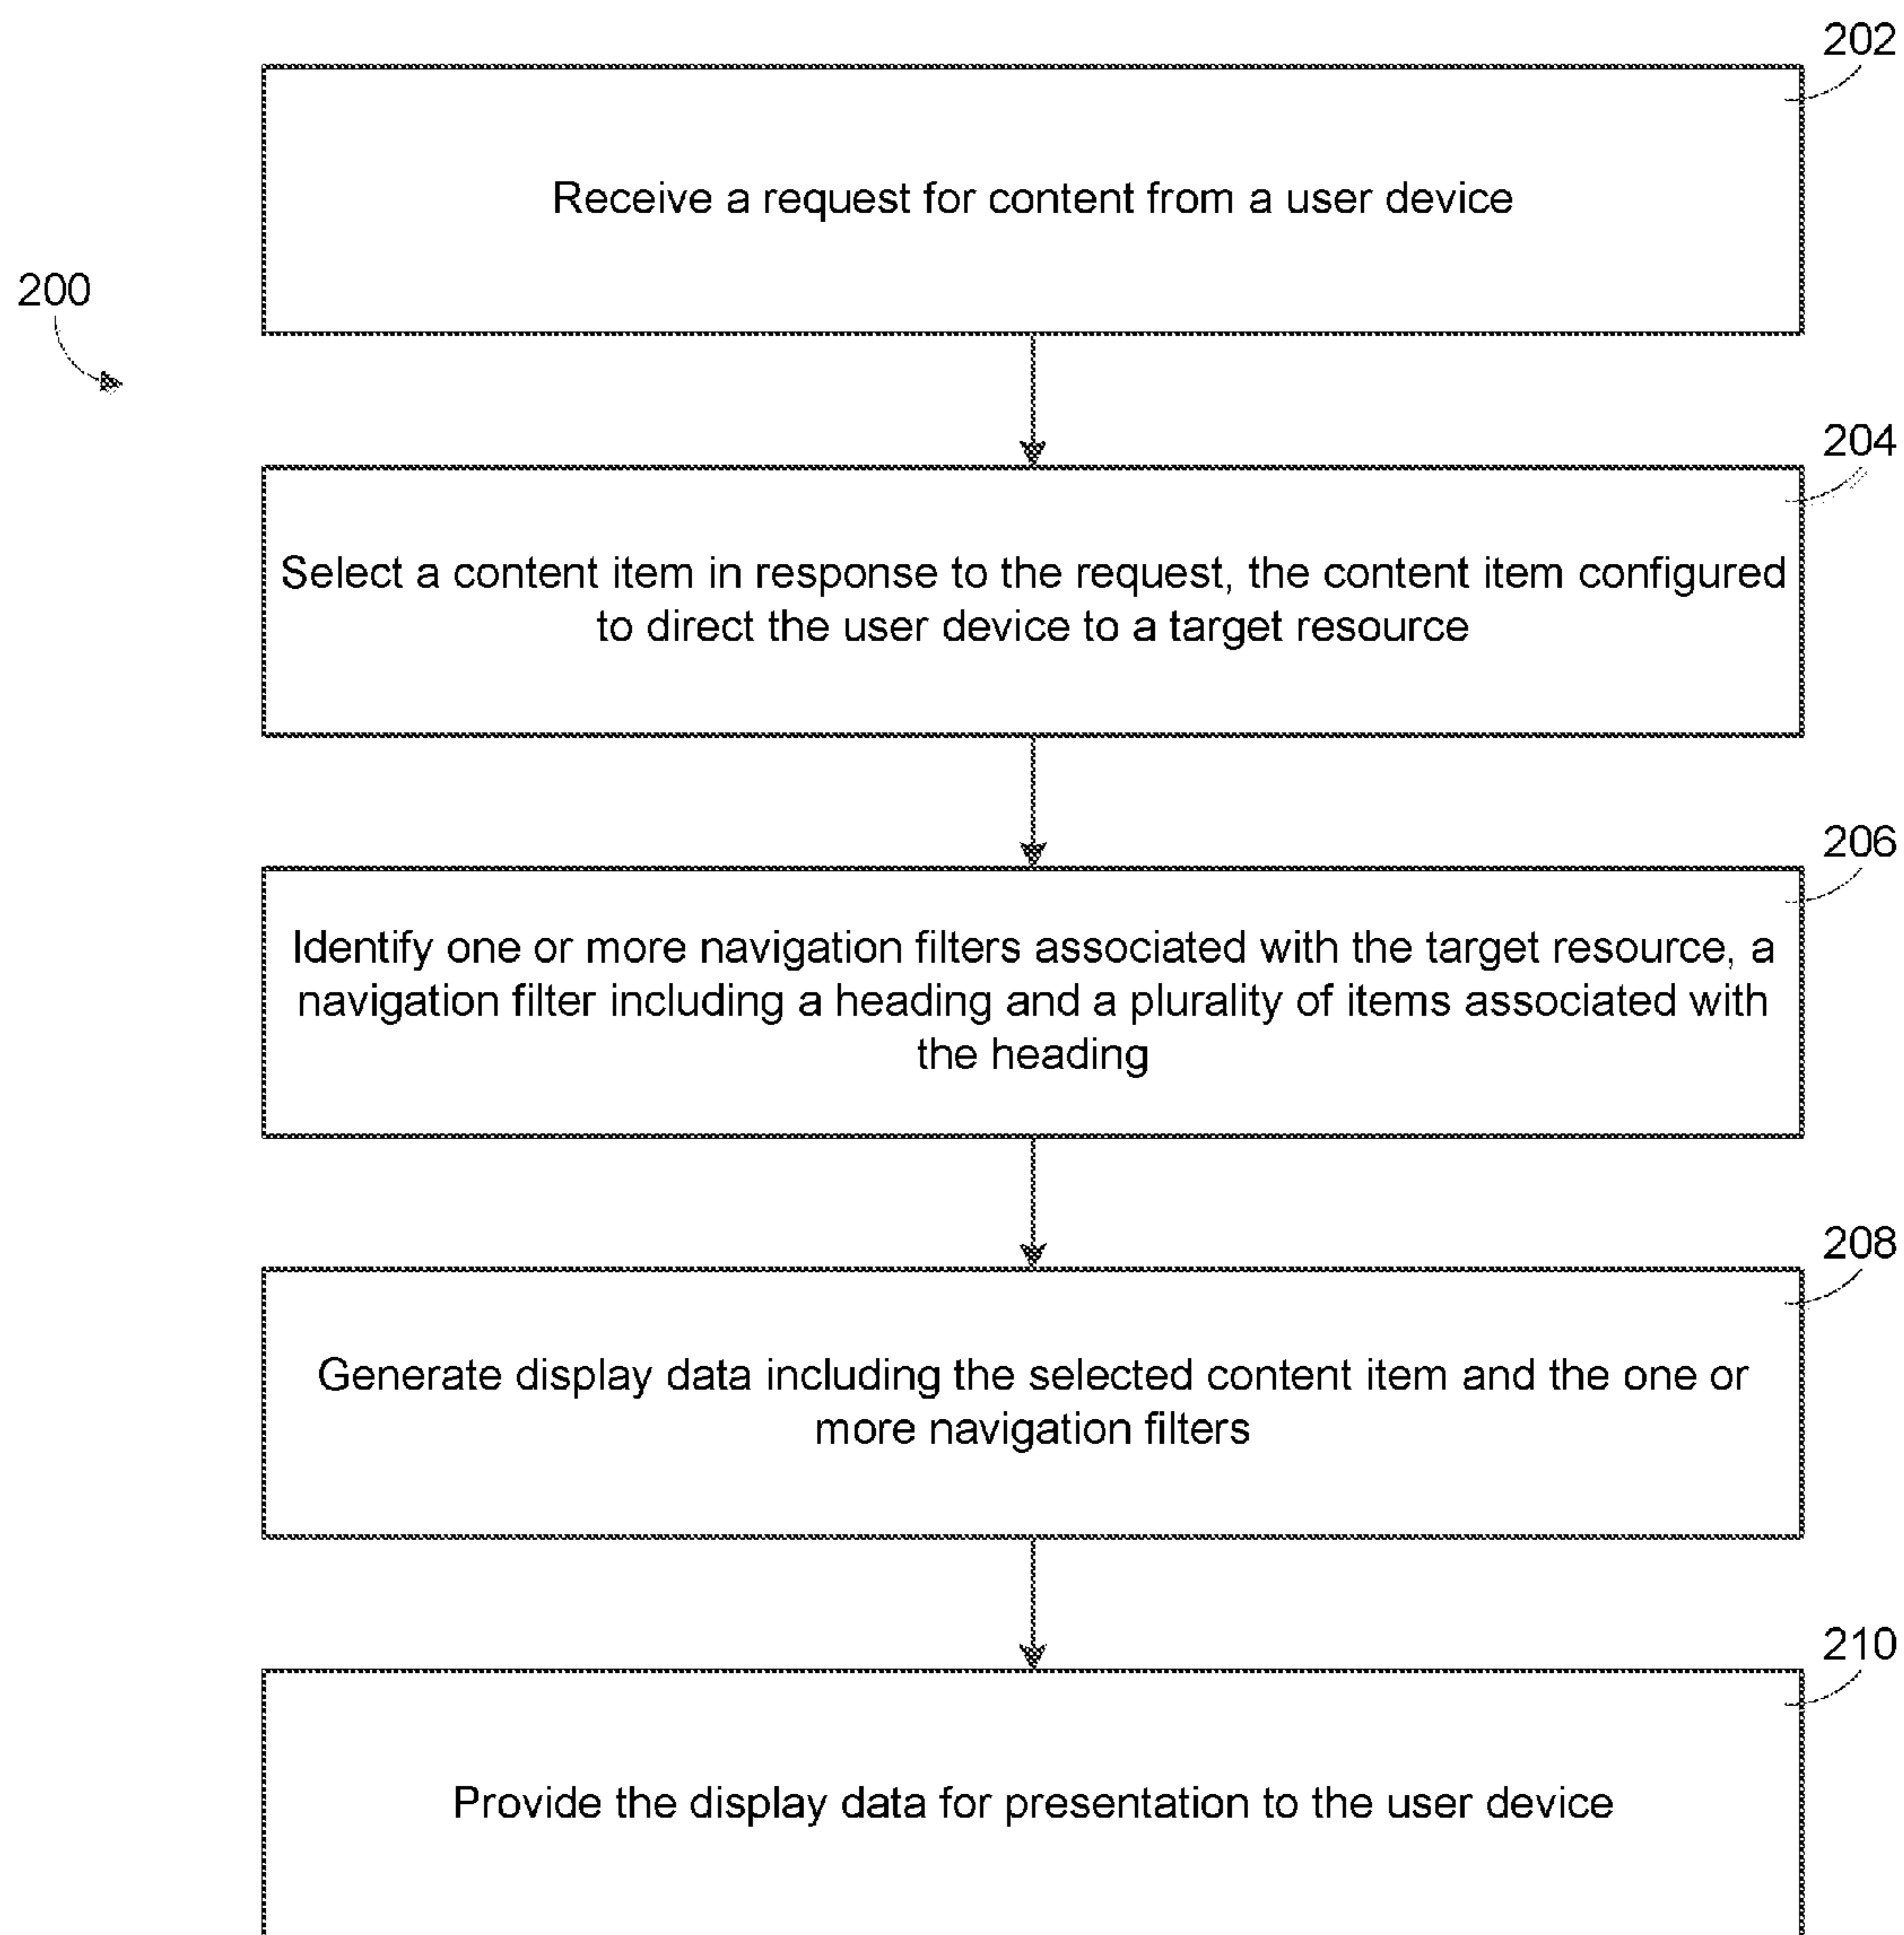 202
Receive a request for content from a user device
200
204
Select a content item in response to the request, the content item configured
to direct the user device to a target resource
206
Identify one or more navigation filters associated with the target resource, a
navigation filter including a heading and a plurality of items associated with
the heading
208
Generate display data including the selected content item and the one or
more navigation filters
210
Provide the display data for presentation to the user device